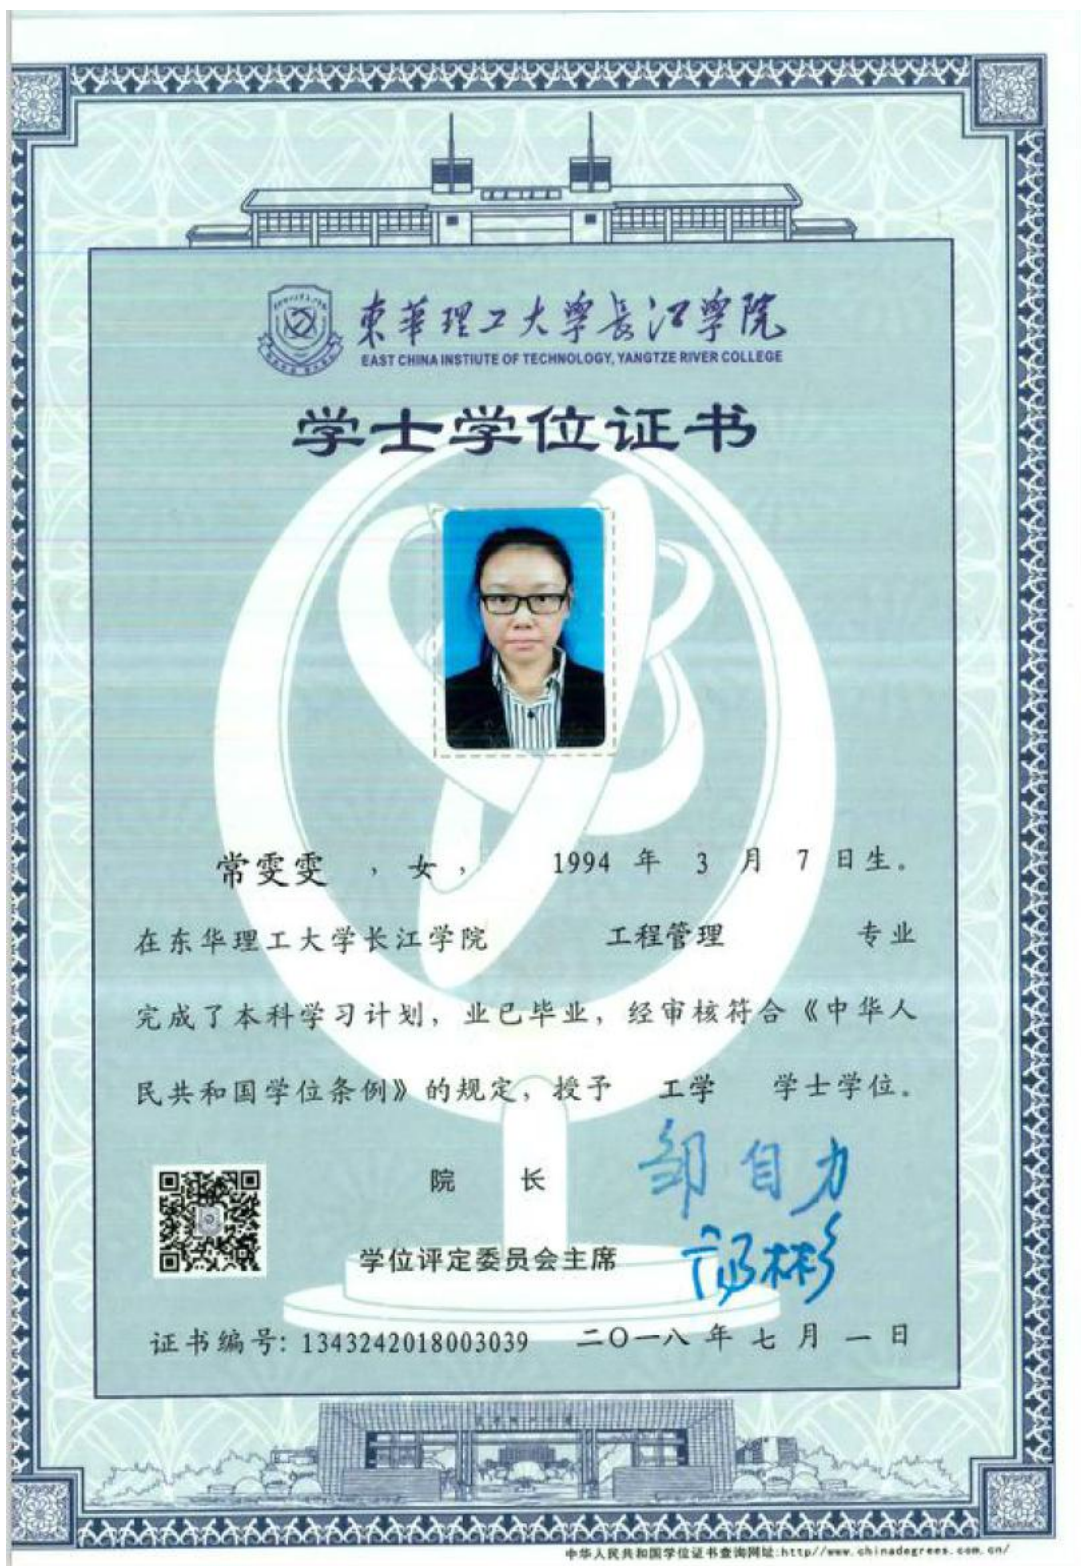 東華理工大學長江學院
EAST CHINA INSTIUTE OF TECHNOLOGY, YANGTZE RIVER COLLEGE
学士学位证书
常雯雯 , 女 , 1994 年 3 月 7 日生。
在东华理工大学长江学院 工程管理 专业
完成了本科学习计划, 业已毕业, 经审核符合《中华人
民共和国学位条例》的规定, 授予 工学 学士学位。
院 长 邹自力
学位评定委员会主席
证书编号: 1343242018003039 二〇一八年七月一日
中华人民共和国学位证书查询网址:http//www.chinadegrees.com.cn/